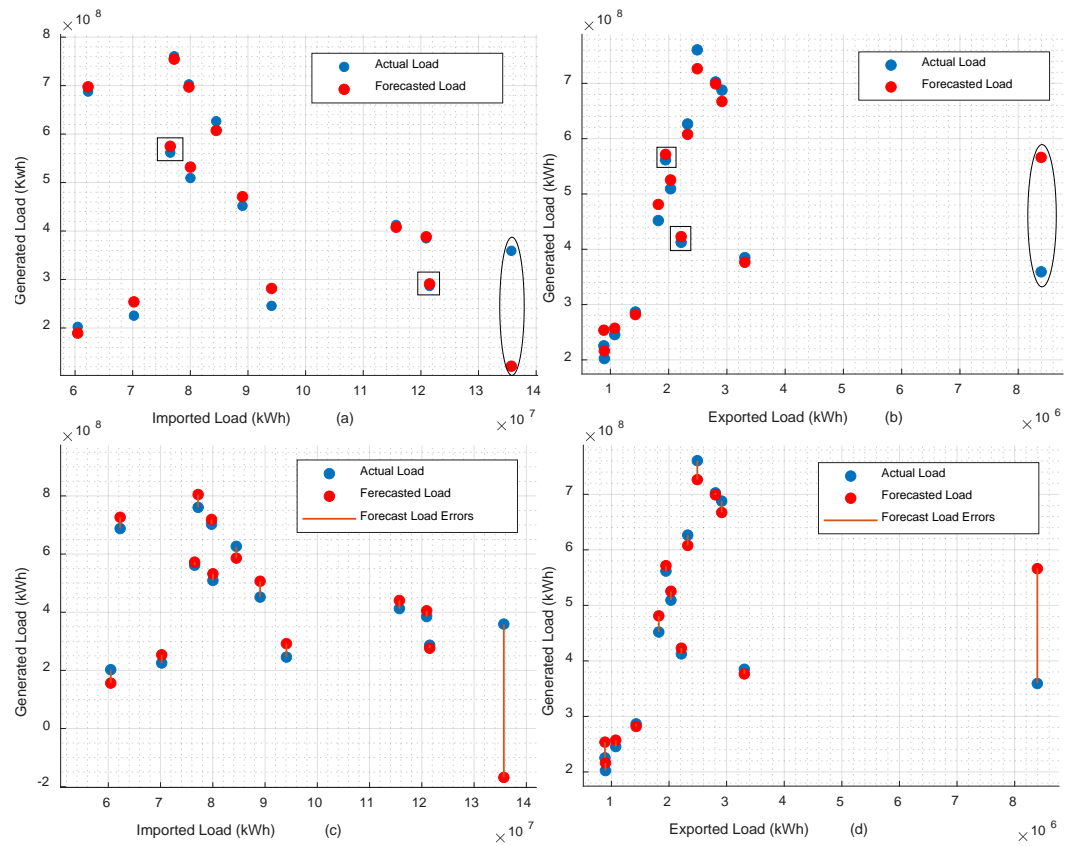 × 10 8
8
7
6
5
4
3
2
Generated Load (Kwh)
Actual Load
Forecasted Load
6 7 8 9 10 11 12 13 14
Imported Load (kWh) (a)
× 10 7
× 10 8
7
6
5
4
3
2
Generated Load (kWh)
Actual Load
Forecasted Load
1 2 3 4 5 6 7 8
Exported Load (kWh) (b)
× 10 6
× 10 8
8
6
4
2
0
-2
Generated Load (kWh)
Actual Load
Ferecasted Load
Forecast Load Errors
6 7 8 9 10 11 12 13 14
Imported Load (kWh) (c)
× 10 7
× 10 8
7
6
5
4
3
2
Generated Load (kWh)
Actual Load
Forecasted Load
Forecast Load Errors
1 2 3 4 5 6 7 8
Exported Load (kWh) (d)
× 10 6